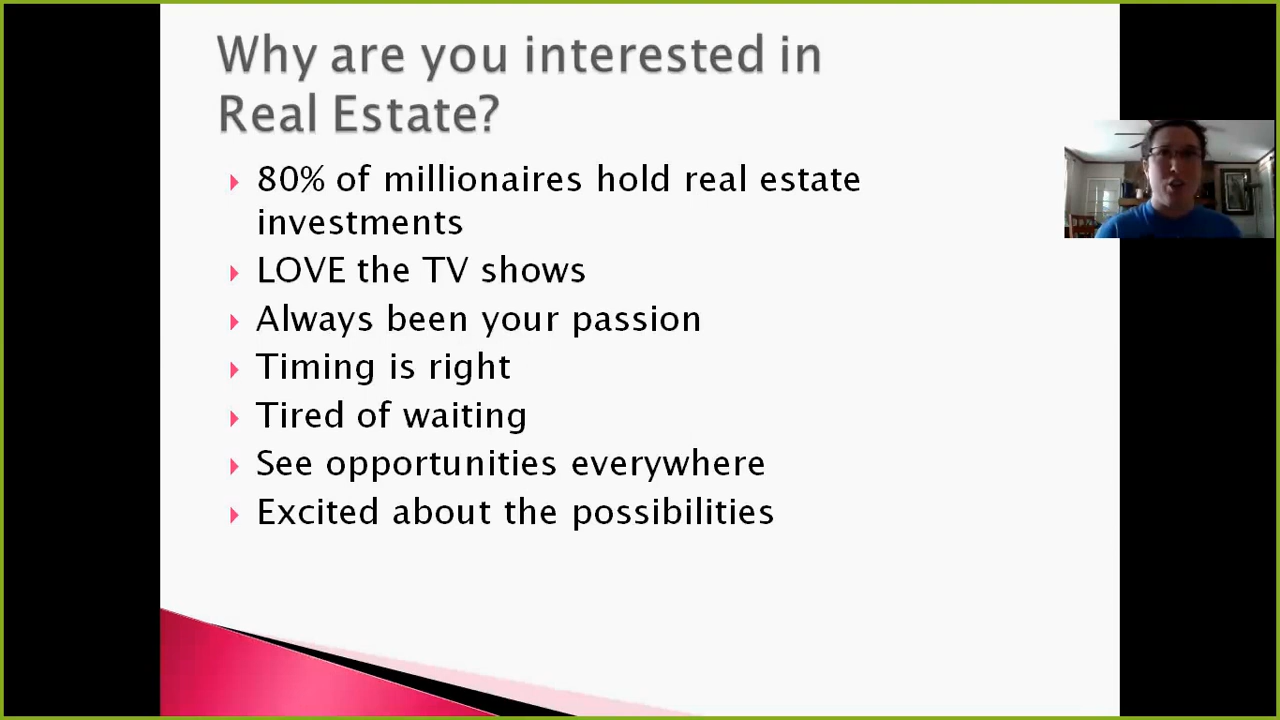 Why are you interested in
Real Estate?
80% of millionaires hold real estate
investments
LOVE the TV shows
Always been your passion
Timing is right
Tired of waiting
See opportunities everywhere
Excited about the possibilities